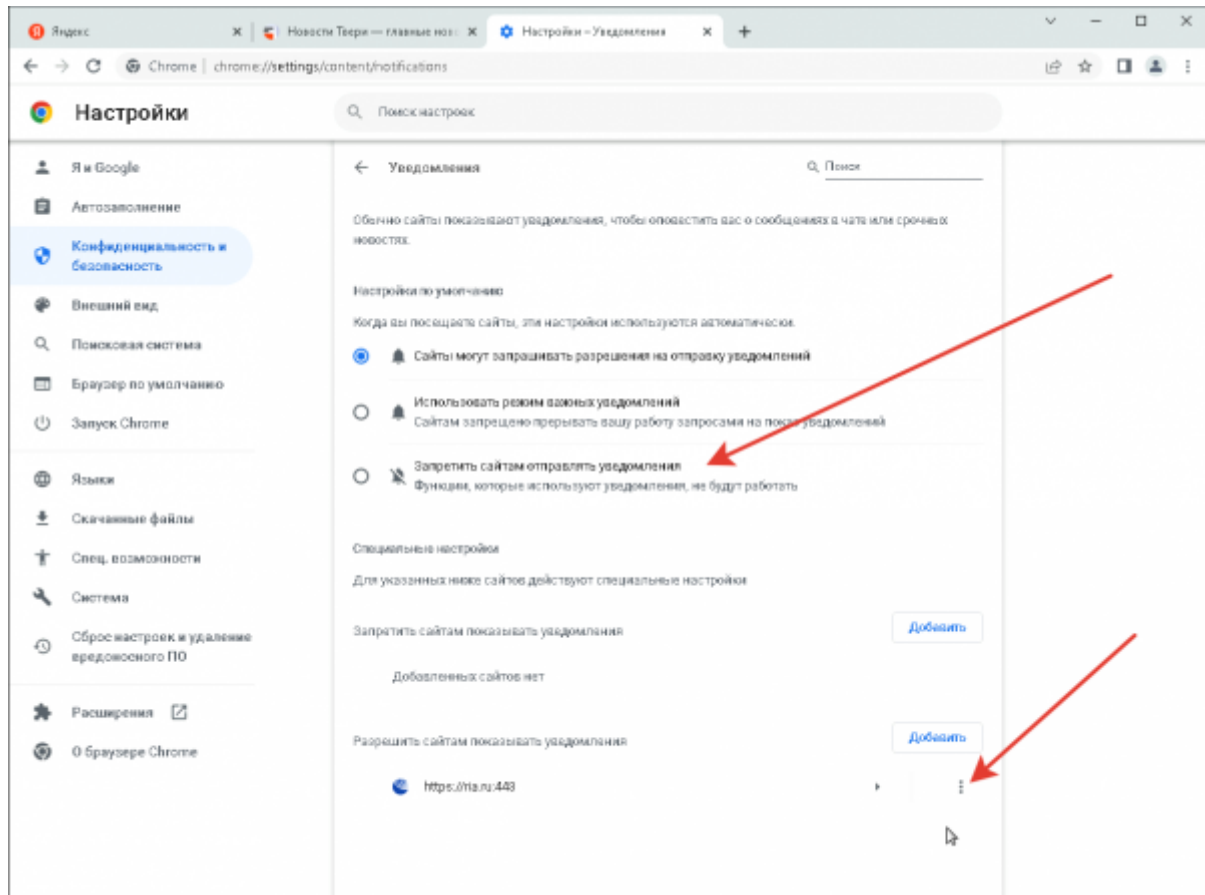 Яндекс
Новости Твери — главные нов
Настройки – Уведомления
Chrome | chrome://settings/content/notifications
Настройки
Поиск настроек
Я и Google
Автозаполнение
Конфиденциальность и
безопасность
Внешний вид
Поисковая система
Браузер по умолчанию
Запуск Chrome
Языки
Скачанные файлы
Спец. возможности
Система
Сброс настроек и удаление
вредоносного ПО
Расширения
О браузере Chrome
Уведомления
Поиск
Обычно сайты показывают уведомления, чтобы оповестить вас о сообщениях в чате или срочных
новостях.
Настройки по умолчанию
Когда вы посещаете сайты, эти настройки используются автоматически.
Сайты могут запрашивать разрешения на отправку уведомлений
Использовать режим важных уведомлений
Сайтам запрещено прерывать вашу работу запросами на показ уведомлений
Запретить сайтам отправлять уведомления
Функции, которые используют уведомления, не будут работать
Специальные настройки
Для указанных ниже сайтов действуют специальные настройки
Запретить сайтам показывать уведомления
Добавить
Добавленных сайтов нет
Разрешить сайтам показывать уведомления
Добавить
https://ria.ru:443